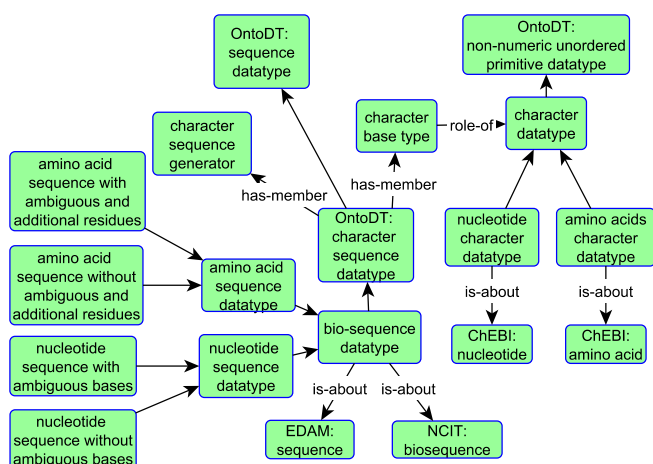 OntoDT:
sequence
datatype
OntoDT:
non-numeric unordered
primitive datatype
character
sequence
generator
character
base type
role-of
character
datatype
has-member
has-member
amino acid
sequence with
ambiguous and
additional residues
OntoDT:
character
sequence
datatype
nucleotide
character
datatype
amino acids
character
datatype
amino acid
sequence without
ambiguous and
additional residues
amino acid
sequence
datatype
is-about
is-about
bio-sequence
datatype
ChEBI:
nucleotide
ChEBI:
amino acid
nucleotide
sequence with
ambiguous bases
nucleotide
sequence
datatype
is-about
is-about
nucleotide
sequence without
ambiguous bases
EDAM:
sequence
NCIT:
biosequence